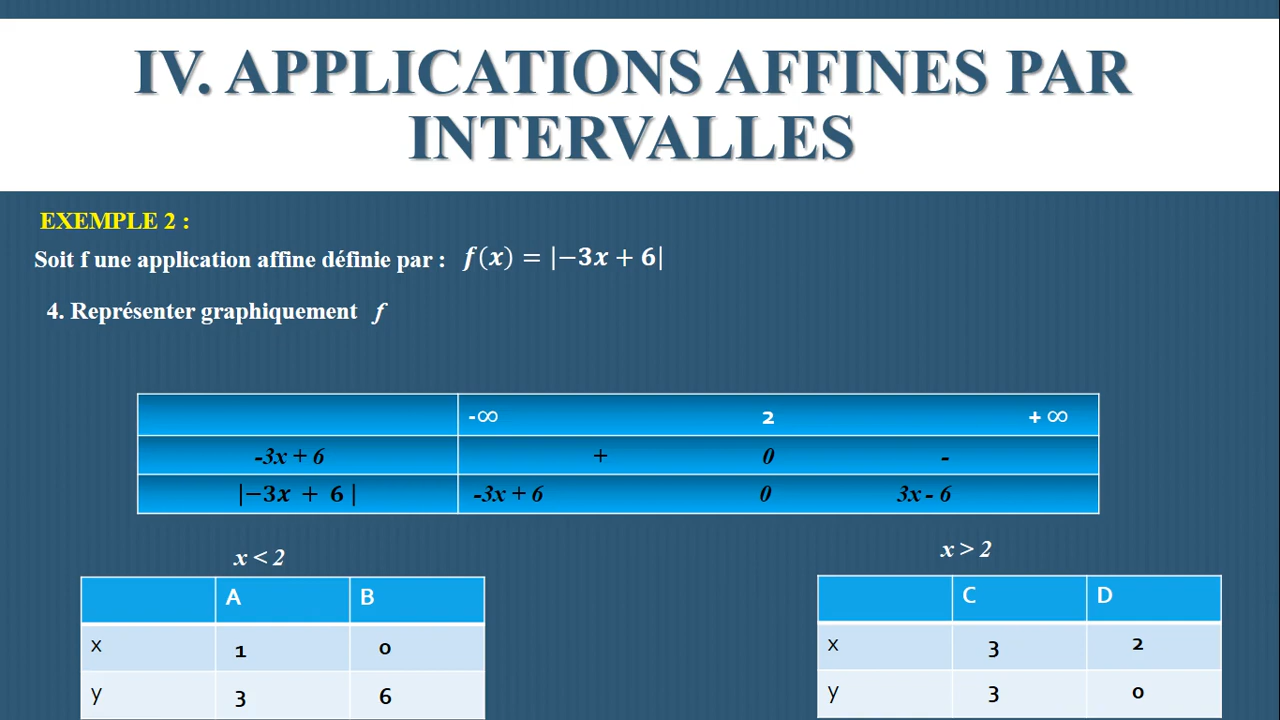 IV. APPLICATIONS AFFINES PAR
INTERVALLES
EXEMPLE 2 :
Soit f une application affine définie par : f(x) = |−3x + 6|
4. Représenter graphiquement f
-∞ 2 + ∞
-3x + 6 + 0 -
|−3x + 6 | -3x + 6 0 3x - 6
x < 2
A B
x 1 0
y 3 6
x > 2
C D
x 3 2
y 3 0